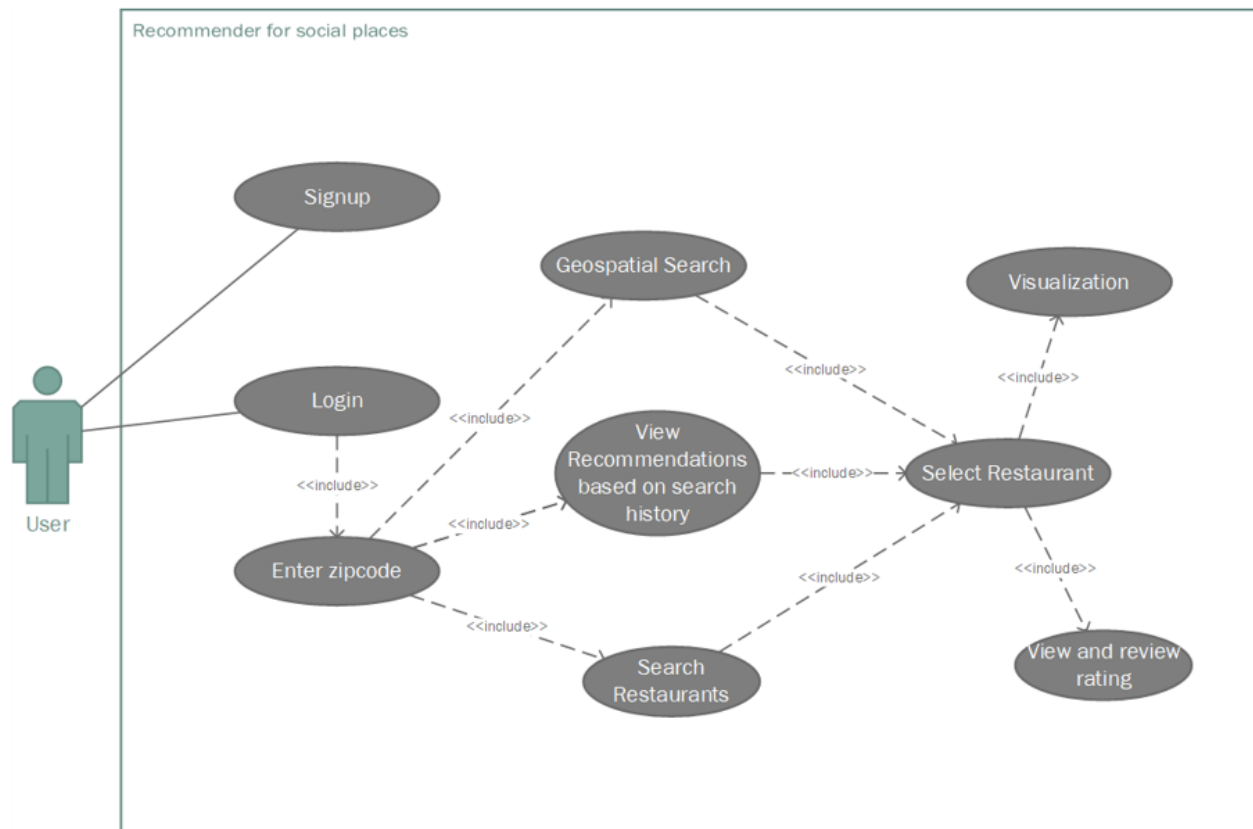 Recommender for social places
Signup
Geospatial Search
Visualization
<<include>>
<<include>>
Login
<<include>>
View
Recommendations
based on search
history
<<include>>
Select Restaurant
<<include>>
<<include>>
User
Enter zipcode
<<include>>
<<include>>
<<include>>
Search
Restaurants
View and review
rating